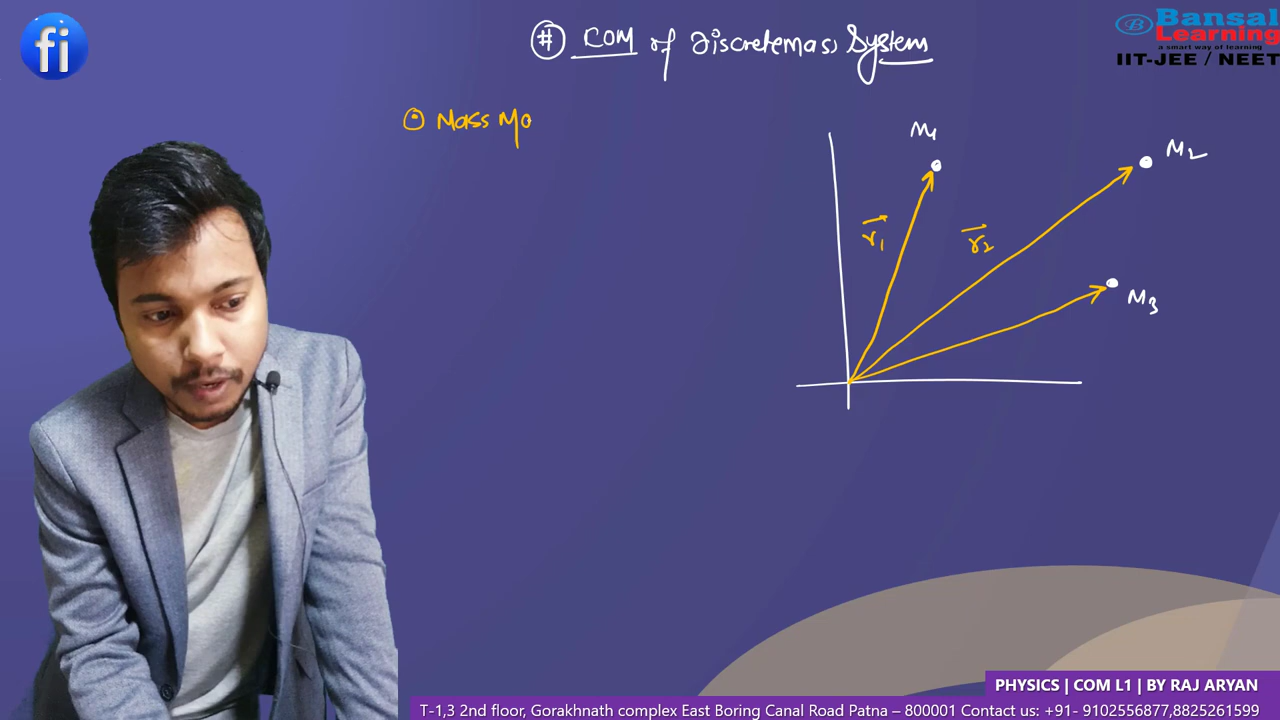 fi
# COM of Discretemass System
B Bansal
Learning
a smart way of learning
IIT-JEE / NEET
⊙ Mass Mo
M1
M2
r1
r2
M3
PHYSICS | COM L1 | BY RAJ ARYAN
T-1,3 2nd floor, Gorakhnath complex East Boring Canal Road Patna – 800001 Contact us: +91- 9102556877,8825261599